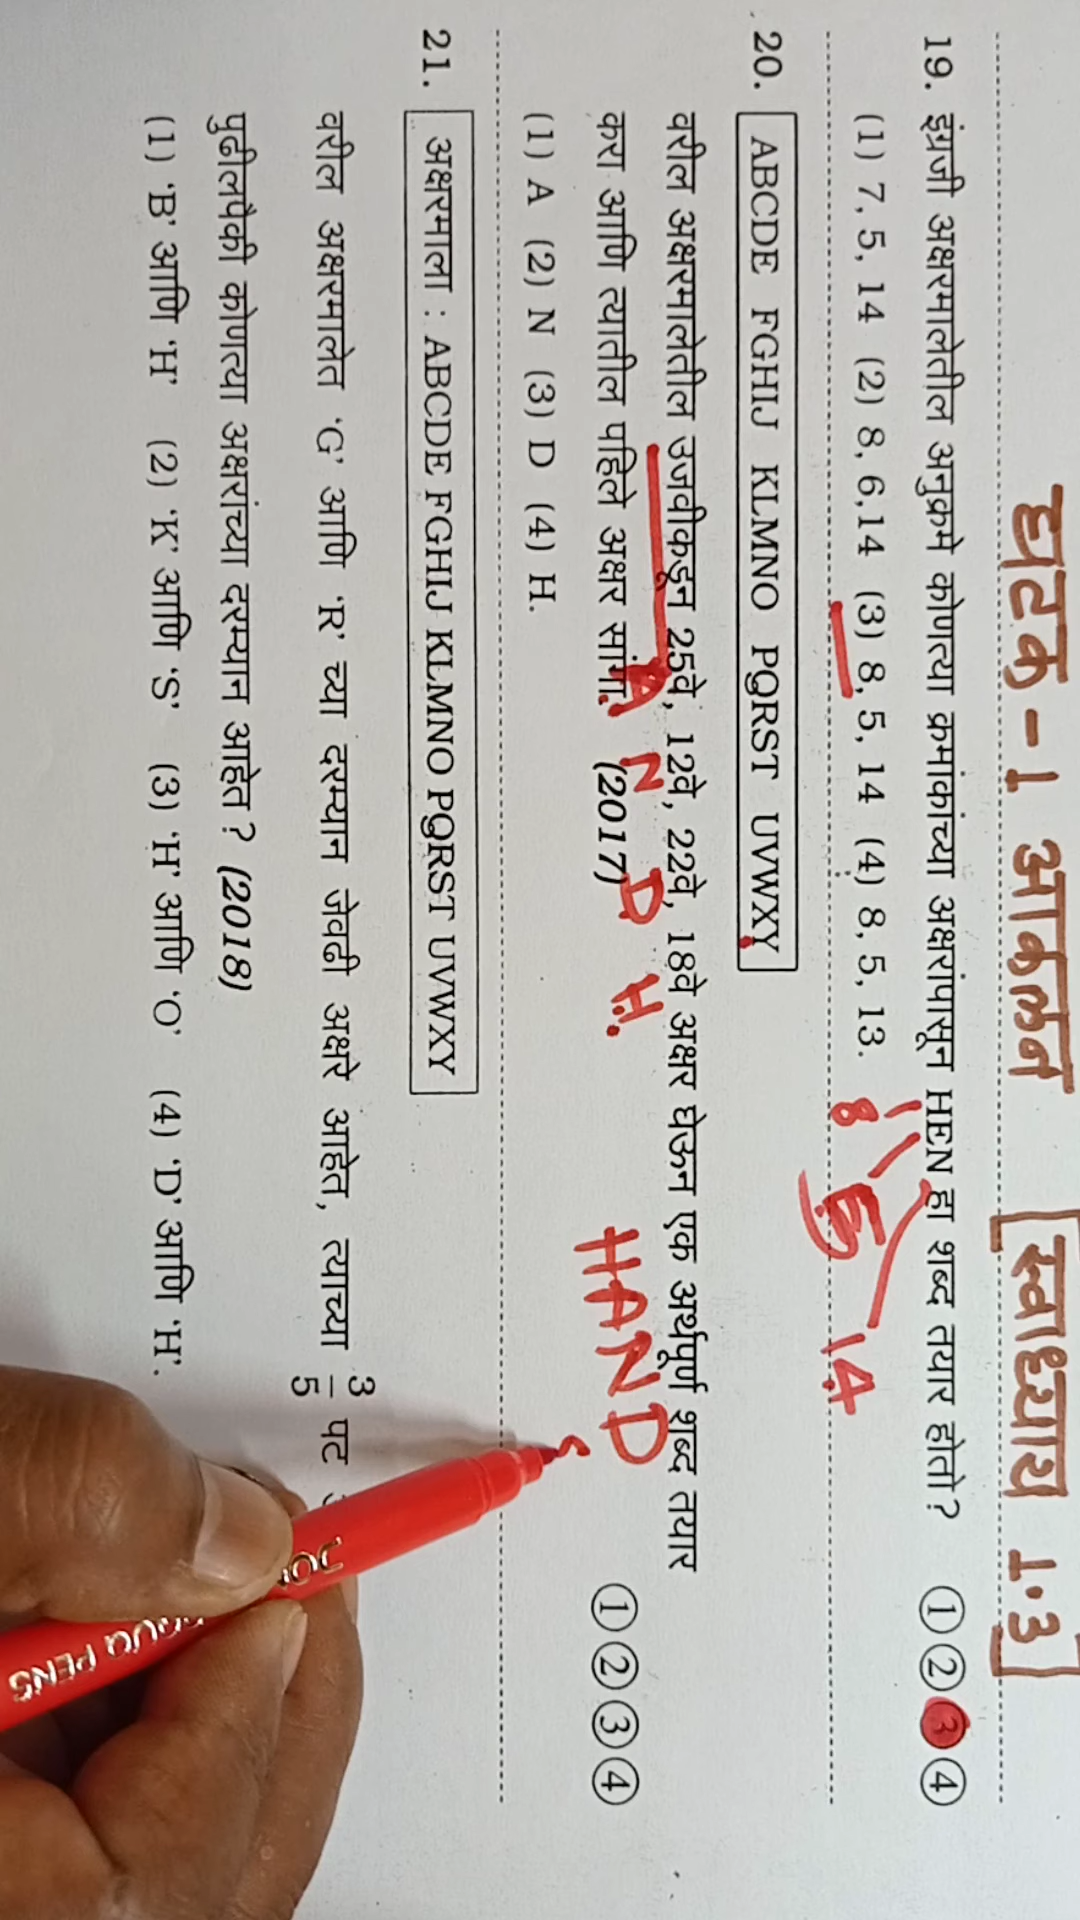 घटक - 1 आकलन [स्वाध्याय 1.3]
19. इंग्रजी अक्षरमालेतील अनुक्रमे कोणत्या क्रमांकांच्या अक्षरांपासून HEN हा शब्द तयार होतो? ① ② ③ ④
(1) 7, 5, 14 (2) 8, 6,14 (3) 8, 5, 14 (4) 8, 5, 13.
8 5 14
20. ABCDE FGHIJ KLMNO PQRST UVWXY
वरील अक्षरमालेतील उजवीकडून 25वे, 12वे, 22वे, 18वे अक्षर घेऊन एक अर्थपूर्ण शब्द तयार
A N D H.
करा आणि त्यातील पहिले अक्षर सांगा. (2017) HAND ① ② ③ ④
(1) A (2) N (3) D (4) H.
21. अक्षरमाला : ABCDE FGHIJ KLMNO PQRST UVWXY
वरील अक्षरमालेत 'G' आणि 'R' च्या दरम्यान जेवढी अक्षरे आहेत, त्याच्या 3/5 पट
पुढीलपैकी कोणत्या अक्षरांच्या दरम्यान आहेत? (2018)
(1) 'B' आणि 'H' (2) 'K' आणि 'S' (3) 'H' आणि 'O' (4) 'D' आणि 'H'.
PENS